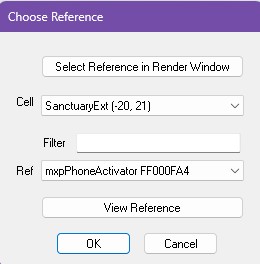 Choose Reference
Select Reference in Render Window
Cell SanctuaryExt (-20, 21)
Filter
Ref mxpPhoneActivator FF000FA4
View Reference
OK Cancel